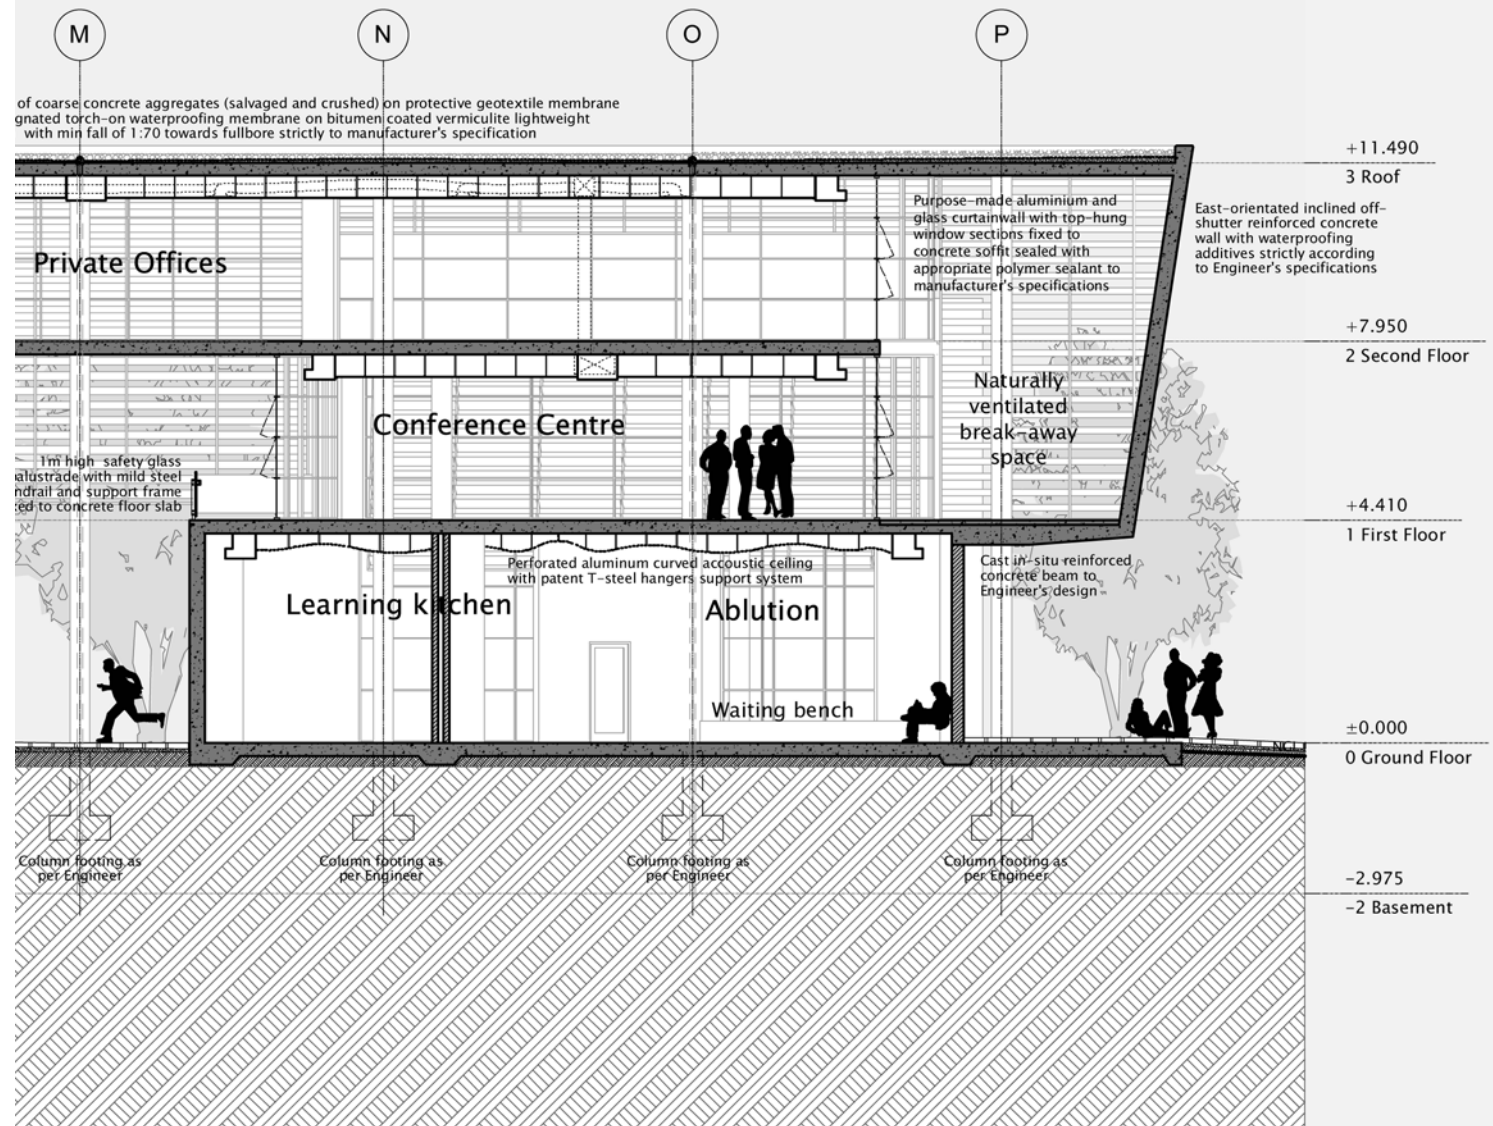 M
N
O
P
of coarse concrete aggregates (salvaged and crushed) on protective geotextile membrane
gnated torch-on waterproofing membrane on bitumen coated vermiculite lightweight
with min fall of 1:70 towards fullbore strictly to manufacturer's specification
+11.490
3 Roof
Purpose-made aluminium and
glass curtainwall with top-hung
window sections fixed to
concrete soffit sealed with
appropriate polymer sealant to
manufacturer's specifications
East-orientated inclined off-
shutter reinforced concrete
wall with waterproofing
additives strictly according
to Engineer's specifications
Private Offices
+7.950
2 Second Floor
Naturally
ventilated
break-away
space
Conference Centre
1m high safety glass
alustrade with mild steel
ndrail and support frame
ed to concrete floor slab
+4.410
1 First Floor
Perforated aluminum curved accoustic ceiling
with patent T-steel hangers support system
Cast in-situ reinforced
concrete beam to
Engineer's design
Learning kitchen
Ablution
Waiting bench
±0.000
NGL
0 Ground Floor
Column footing as
per Engineer
Column footing as
per Engineer
Column footing as
per Engineer
Column footing as
per Engineer
-2.975
-2 Basement